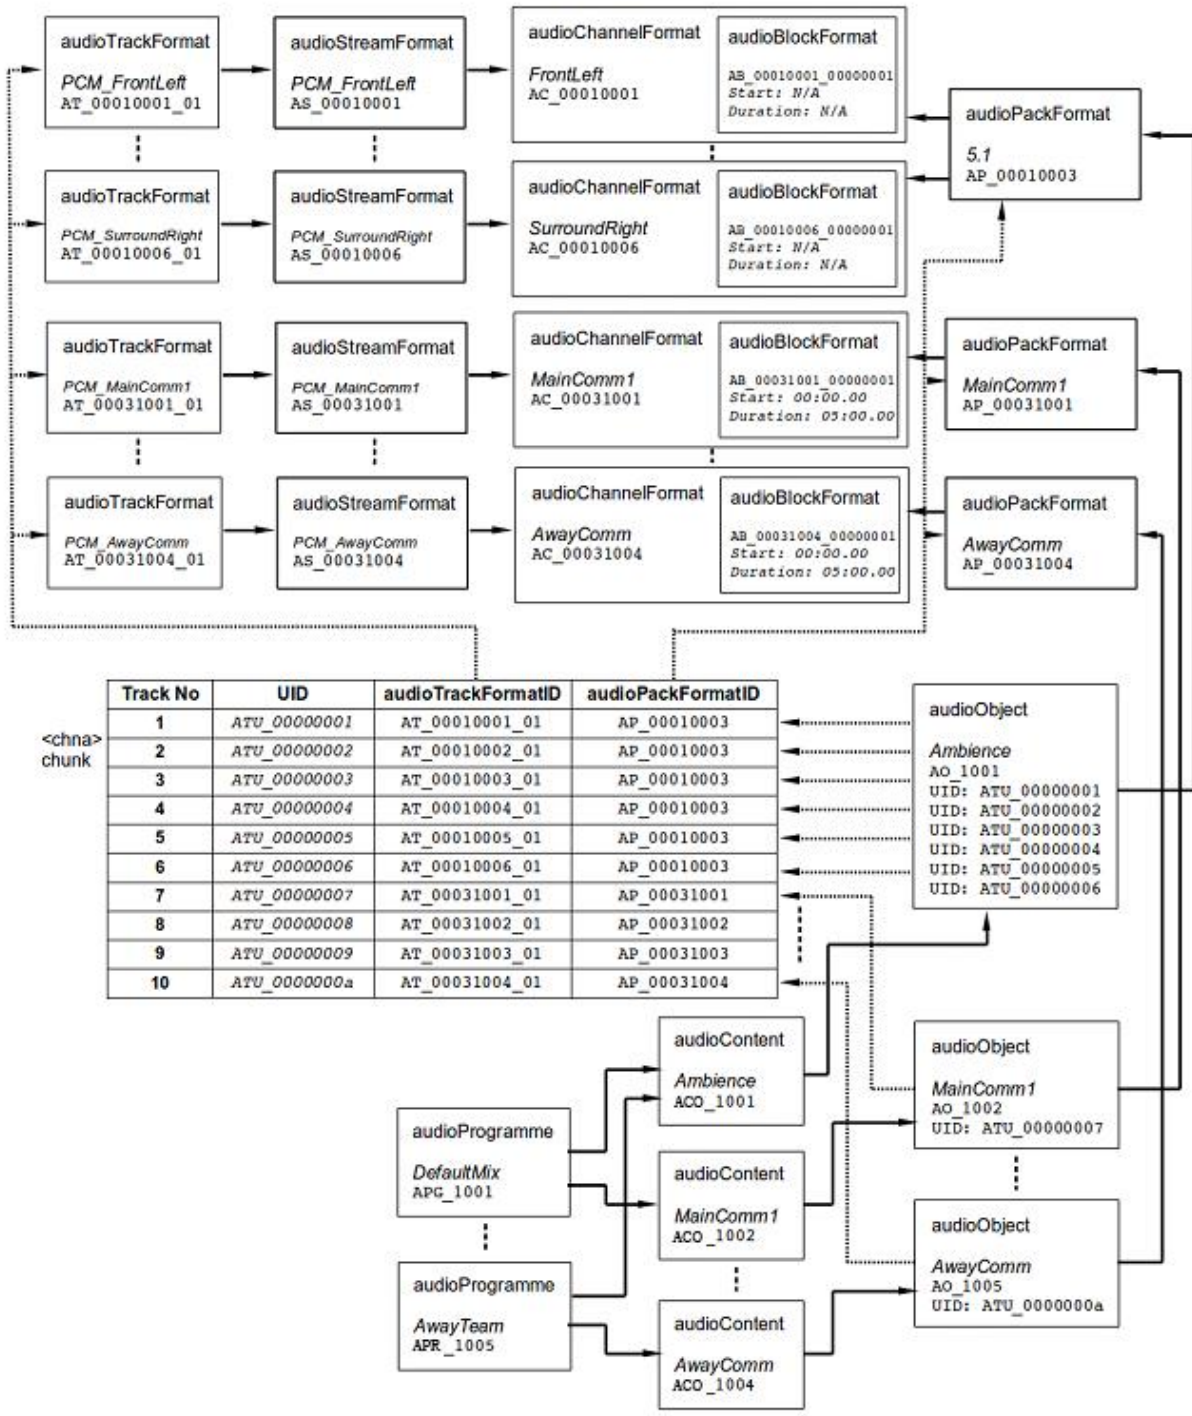 audioTrackFormat
PCM_FrontLeft
AT_00010001_01
audioStreamFormat
PCM_FrontLeft
AS_00010001
audioChannelFormat
FrontLeft
AC_00010001
audioBlockFormat
AB_00010001_00000001
Start: N/A
Duration: N/A
audioPackFormat
5.1
AP_00010003
audioTrackFormat
PCM_SurroundRight
AT_00010006_01
audioStreamFormat
PCM_SurroundRight
AS_00010006
audioChannelFormat
SurroundRight
AC_00010006
audioBlockFormat
AB_00010006_00000001
Start: N/A
Duration: N/A
audioTrackFormat
PCM_MainComm1
AT_00031001_01
audioStreamFormat
PCM_MainComm1
AS_00031001
audioChannelFormat
MainComm1
AC_00031001
audioBlockFormat
AB_00031001_00000001
Start: 00:00.00
Duration: 05:00.00
audioPackFormat
MainComm1
AP_00031001
audioTrackFormat
PCM_AwayComm
AT_00031004_01
audioStreamFormat
PCM_AwayComm
AS_00031004
audioChannelFormat
AwayComm
AC_00031004
audioBlockFormat
AB_00031004_00000001
Start: 00:00.00
Duration: 05:00.00
audioPackFormat
AwayComm
AP_00031004
<chna>
chunk
Track No UID audioTrackFormatID audioPackFormatID
1 ATU_00000001 AT_00010001_01 AP_00010003
2 ATU_00000002 AT_00010002_01 AP_00010003
3 ATU_00000003 AT_00010003_01 AP_00010003
4 ATU_00000004 AT_00010004_01 AP_00010003
5 ATU_00000005 AT_00010005_01 AP_00010003
6 ATU_00000006 AT_00010006_01 AP_00010003
7 ATU_00000007 AT_00031001_01 AP_00031001
8 ATU_00000008 AT_00031002_01 AP_00031002
9 ATU_00000009 AT_00031003_01 AP_00031003
10 ATU_0000000a AT_00031004_01 AP_00031004
audioObject
Ambience
AO_1001
UID: ATU_00000001
UID: ATU_00000002
UID: ATU_00000003
UID: ATU_00000004
UID: ATU_00000005
UID: ATU_00000006
audioContent
Ambience
ACO_1001
audioObject
MainComm1
AO_1002
UID: ATU_00000007
audioProgramme
DefaultMix
APG_1001
audioContent
MainComm1
ACO_1002
audioObject
AwayComm
AO_1005
UID: ATU_0000000a
audioProgramme
AwayTeam
APR_1005
audioContent
AwayComm
ACO_1004